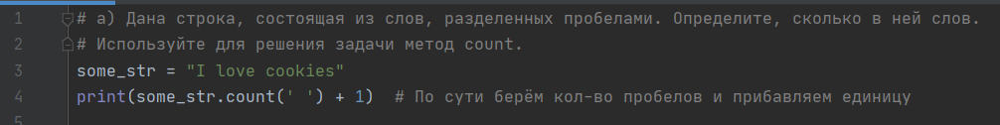 1 # а) Дана строка, состоящая из слов, разделенных пробелами. Определите, сколько в ней слов.
2 # Используйте для решения задачи метод count.
3 some_str = "I love cookies"
4 print(some_str.count(' ') + 1)  # По сути берём кол-во пробелов и прибавляем единицу
5